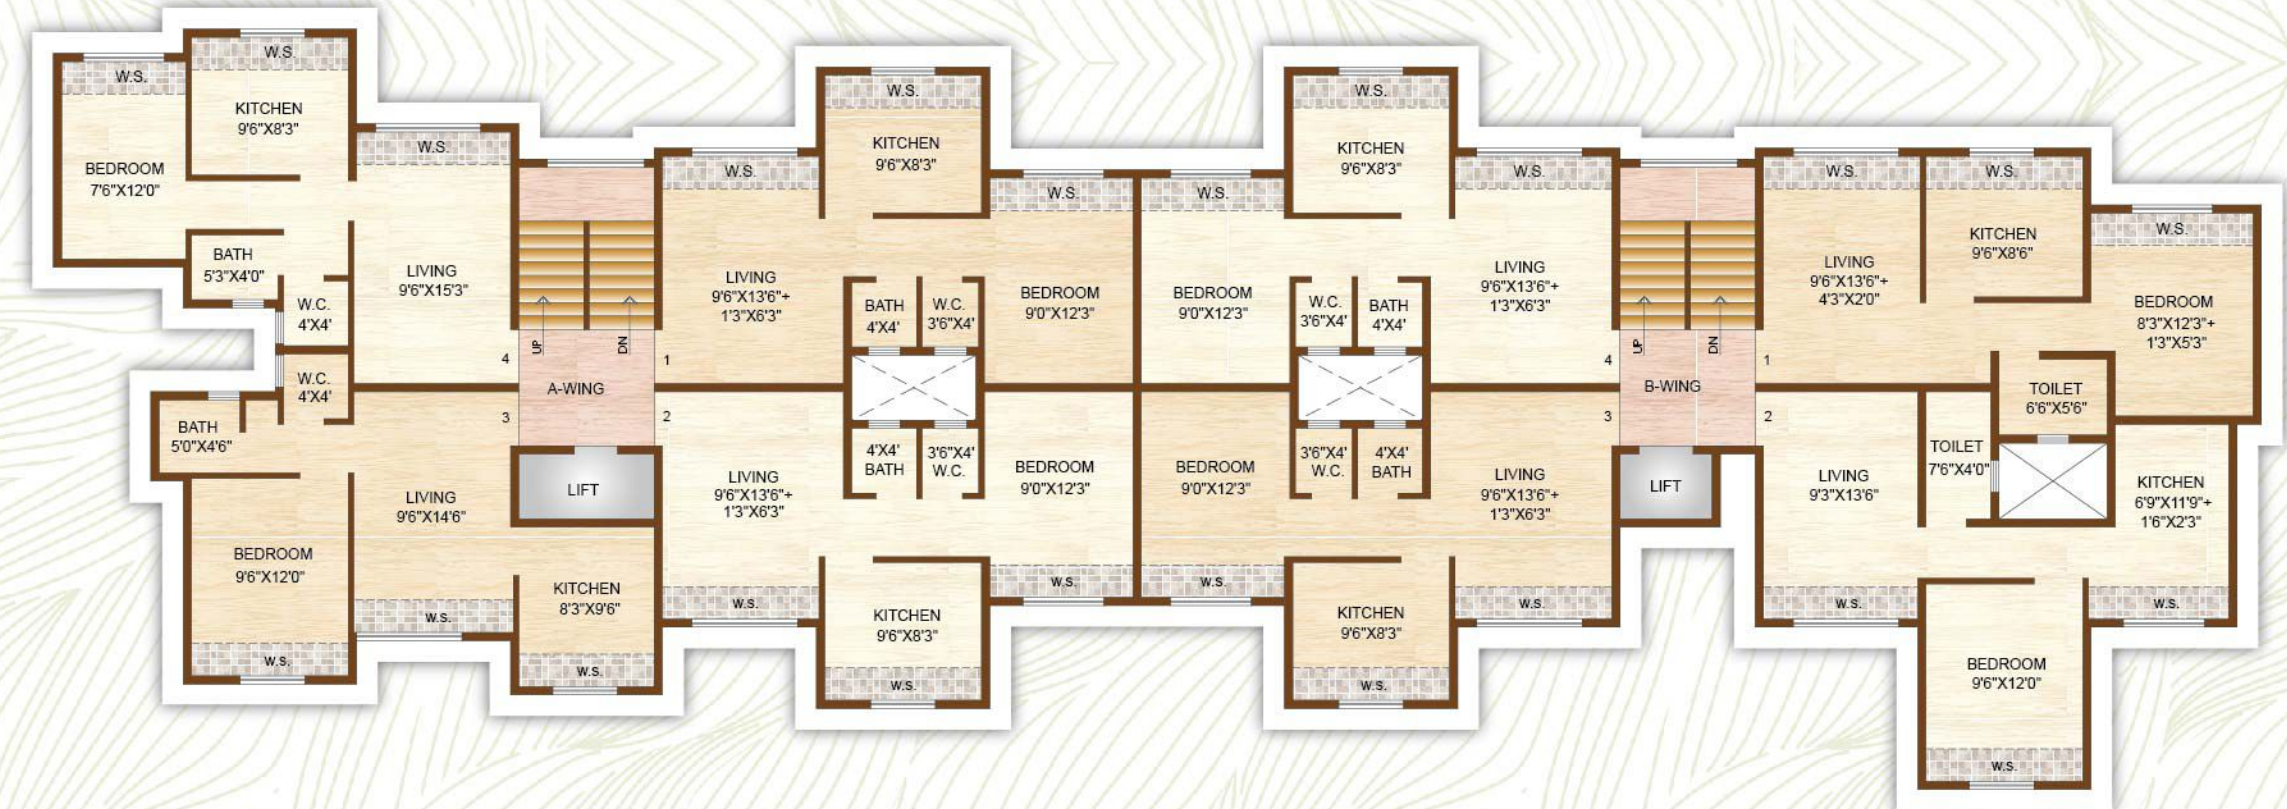 W.S.
W.S.
KITCHEN
9'6"X8'3"
BEDROOM
7'6"X12'0"
W.S.
BATH
5'3"X4'0"
LIVING
9'6"X15'3"
W.C.
4'X4'
4
W.C.
4'X4'
BATH
5'0"X4'6"
3
LIVING
9'6"X14'6"
BEDROOM
9'6"X12'0"
W.S.
W.S.
KITCHEN
8'3"X9'6"
W.S.
UP
DN
A-WING
LIFT
W.S.
KITCHEN
9'6"X8'3"
W.S.
W.S.
LIVING
9'6"X13'6"+
1'3"X6'3"
BATH
4'X4'
W.C.
3'6"X4'
BEDROOM
9'0"X12'3"
1
2
4'X4'
BATH
3'6"X4'
W.C.
LIVING
9'6"X13'6"+
1'3"X6'3"
BEDROOM
9'0"X12'3"
W.S.
W.S.
KITCHEN
9'6"X8'3"
W.S.
W.S.
KITCHEN
9'6"X8'3"
W.S.
W.S.
BEDROOM
9'0"X12'3"
W.C.
3'6"X4'
BATH
4'X4'
LIVING
9'6"X13'6"+
1'3"X6'3"
4
3
BEDROOM
9'0"X12'3"
3'6"X4'
W.C.
4'X4'
BATH
LIVING
9'6"X13'6"+
1'3"X6'3"
W.S.
W.S.
KITCHEN
9'6"X8'3"
W.S.
UP
DN
B-WING
LIFT
W.S.
W.S.
LIVING
9'6"X13'6"+
4'3"X2'0"
KITCHEN
9'6"X8'6"
W.S.
BEDROOM
8'3"X12'3"+
1'3"X5'3"
1
TOILET
6'6"X5'6"
2
TOILET
7'6"X4'0"
LIVING
9'3"X13'6"
KITCHEN
6'9"X11'9"+
1'6"X2'3"
W.S.
W.S.
BEDROOM
9'6"X12'0"
W.S.